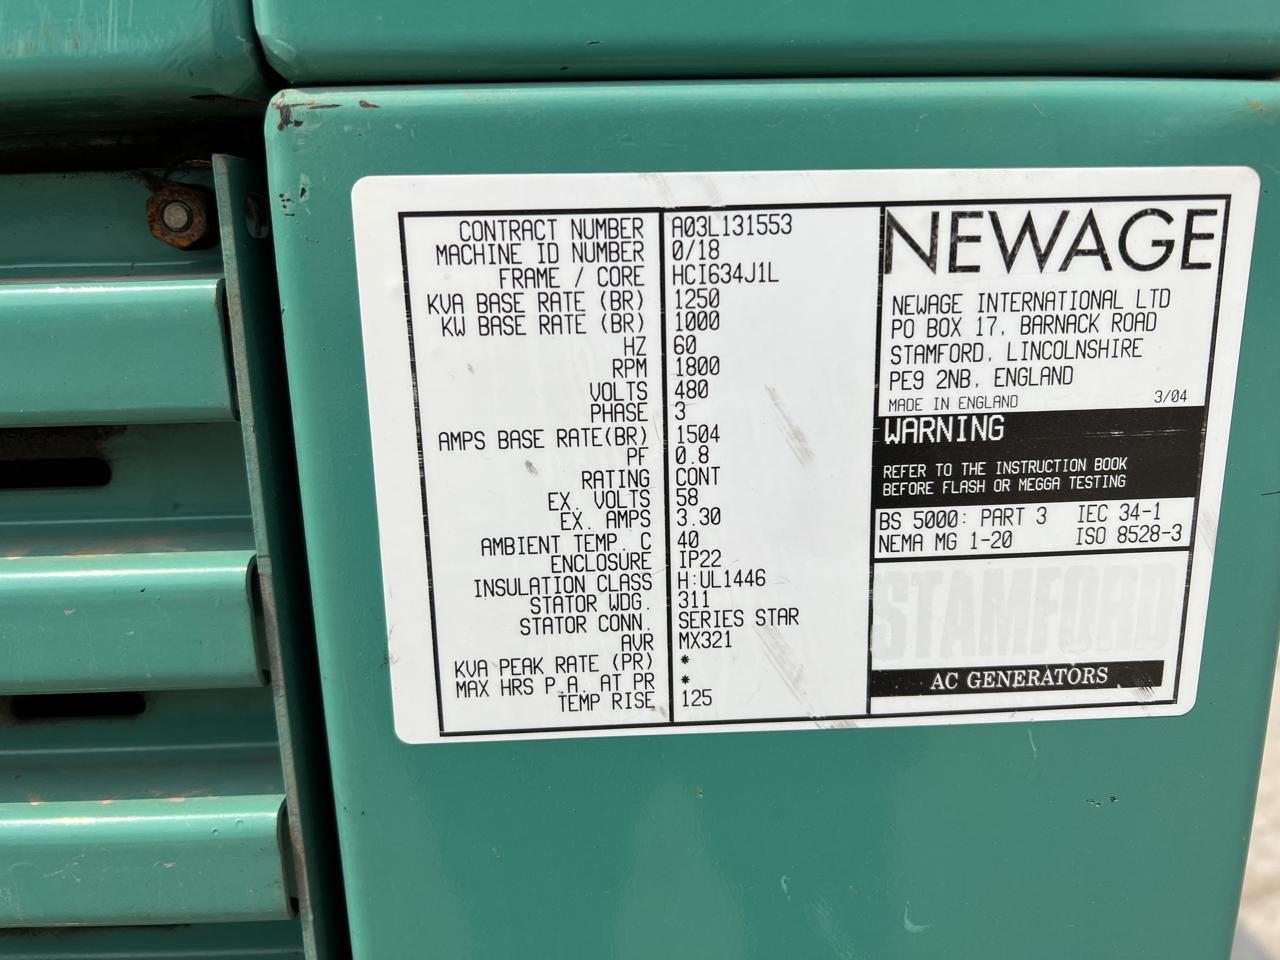 CONTRACT NUMBER A03L131553
MACHINE ID NUMBER 0/18
FRAME / CORE HCI634J1L
KVA BASE RATE (BR) 1250
KW BASE RATE (BR) 1000
HZ 60
RPM 1800
VOLTS 480
PHASE 3
AMPS BASE RATE(BR) 1504
PF 0.8
RATING CONT
EX. VOLTS 58
EX. AMPS 3.30
AMBIENT TEMP. C 40
ENCLOSURE IP22
INSULATION CLASS H:UL1446
STATOR WDG. 311
STATOR CONN. SERIES STAR
AVR MX321
KVA PEAK RATE (PR) *
MAX HRS P.A. AT PR *
TEMP RISE 125
NEWAGE
NEWAGE INTERNATIONAL LTD
PO BOX 17, BARNACK ROAD
STAMFORD, LINCOLNSHIRE
PE9 2NB, ENGLAND
MADE IN ENGLAND 3/04
WARNING
REFER TO THE INSTRUCTION BOOK
BEFORE FLASH OR MEGGA TESTING
BS 5000: PART 3 IEC 34-1
NEMA MG 1-20 ISO 8528-3
STAMFORD
AC GENERATORS